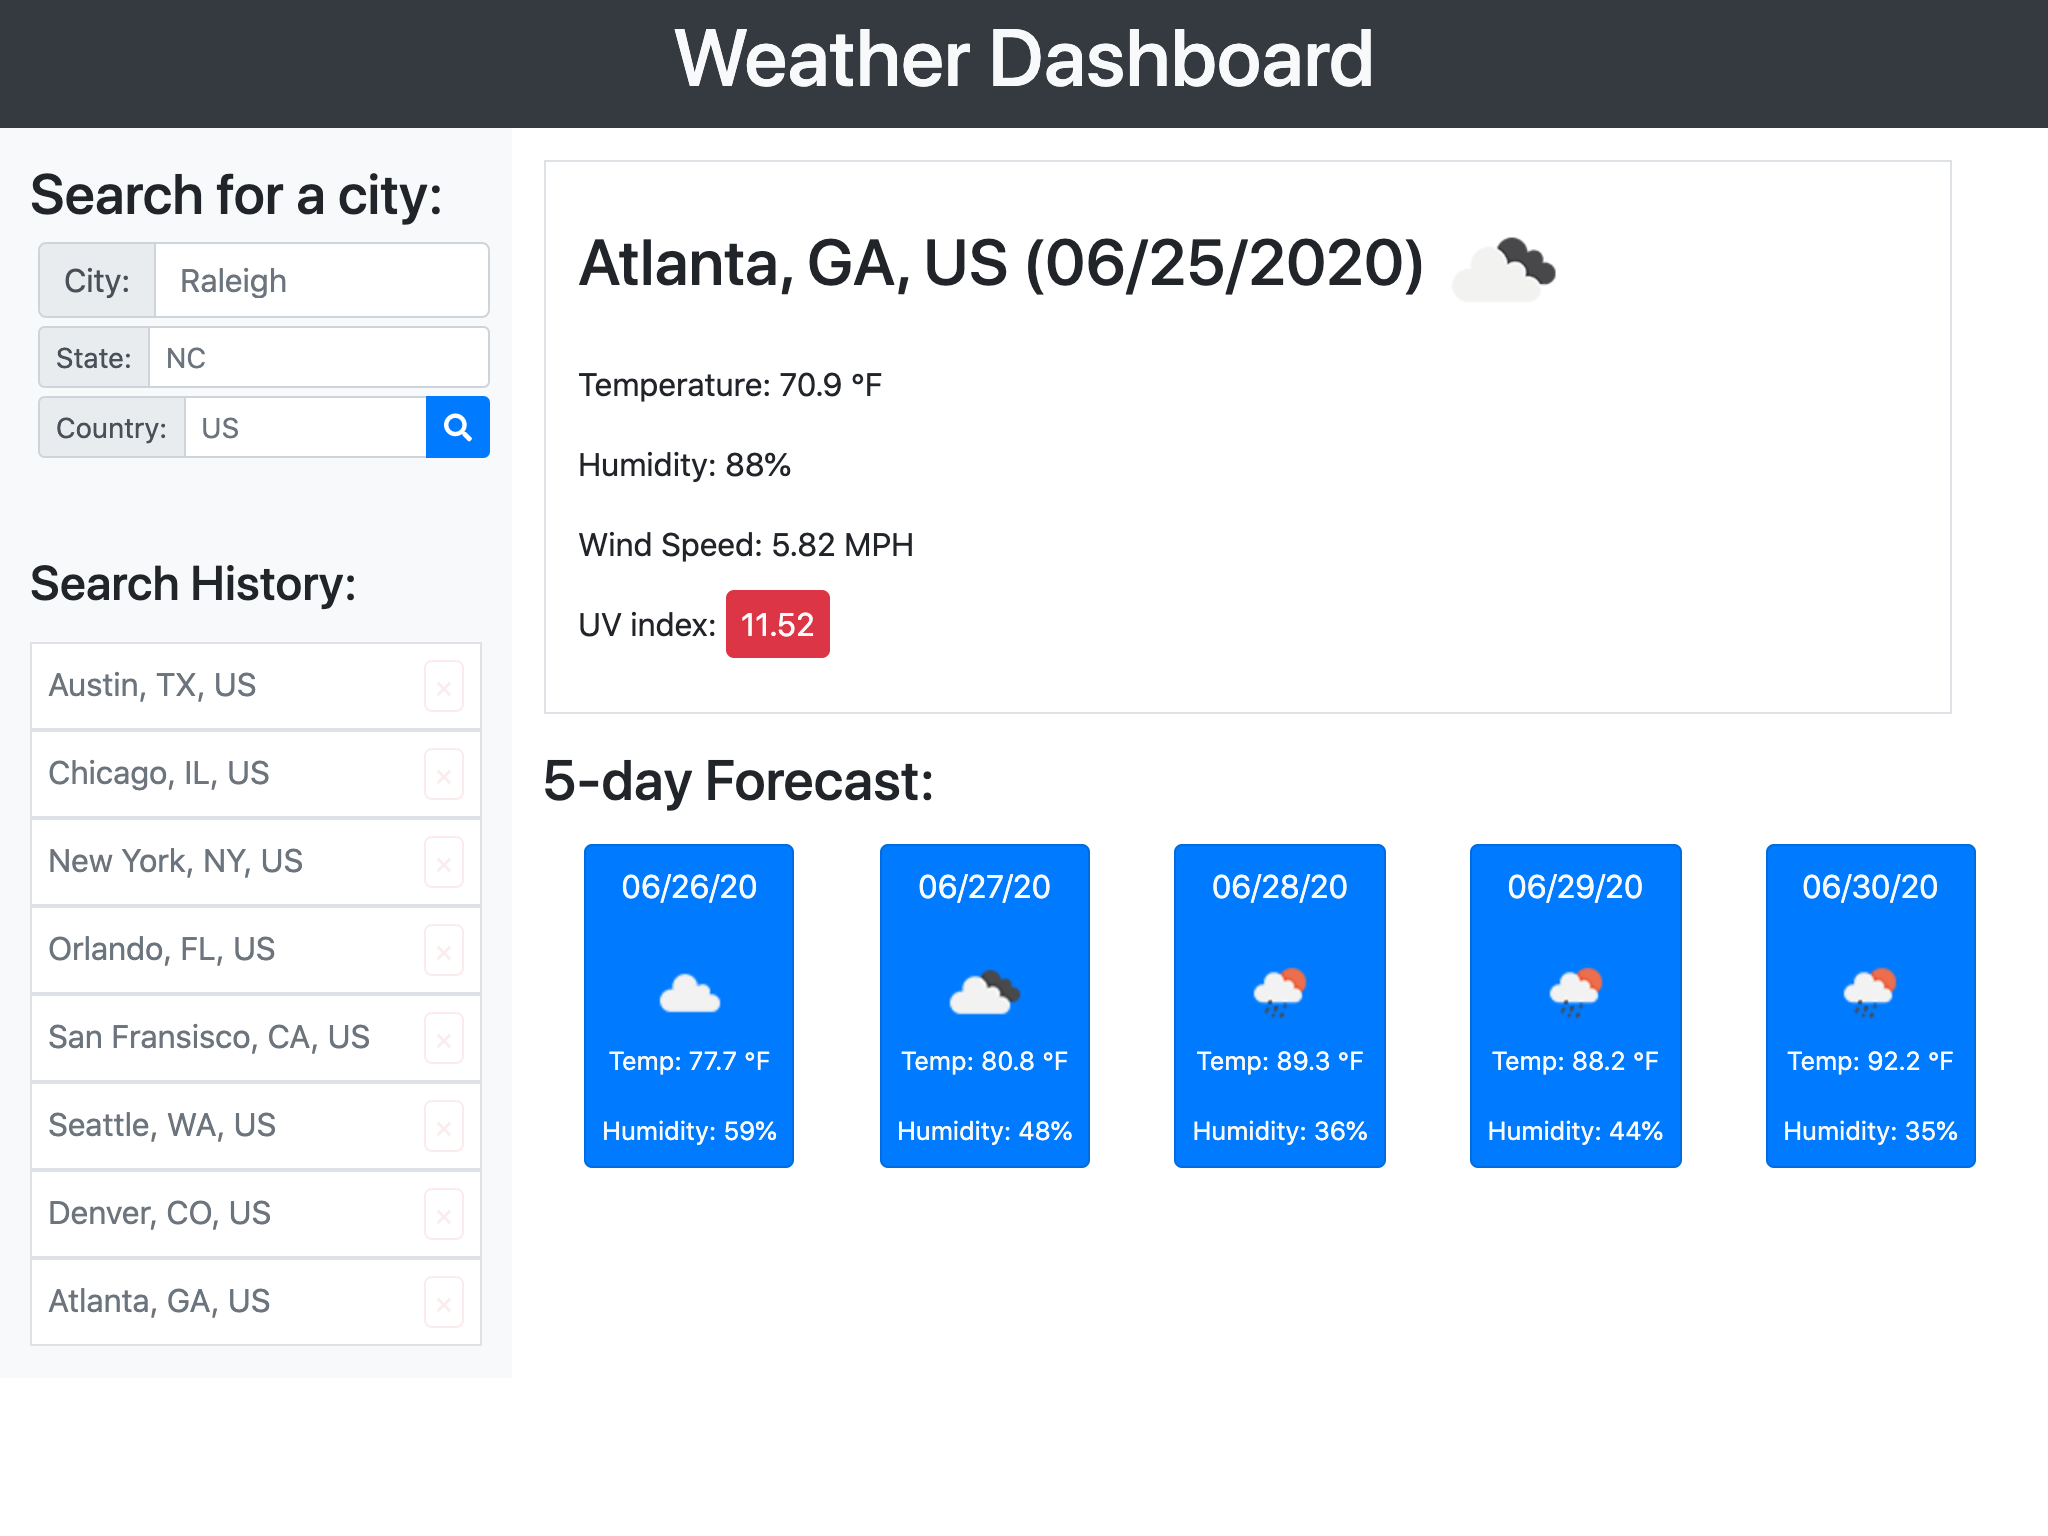 Weather Dashboard
Search for a city:
City: Raleigh
State: NC
Country: US
Search History:
Austin, TX, US ×
Chicago, IL, US ×
New York, NY, US ×
Orlando, FL, US ×
San Fransisco, CA, US ×
Seattle, WA, US ×
Denver, CO, US ×
Atlanta, GA, US ×
Atlanta, GA, US (06/25/2020)
Temperature: 70.9 °F
Humidity: 88%
Wind Speed: 5.82 MPH
UV index: 11.52
5-day Forecast:
06/26/20
Temp: 77.7 °F
Humidity: 59%
06/27/20
Temp: 80.8 °F
Humidity: 48%
06/28/20
Temp: 89.3 °F
Humidity: 36%
06/29/20
Temp: 88.2 °F
Humidity: 44%
06/30/20
Temp: 92.2 °F
Humidity: 35%